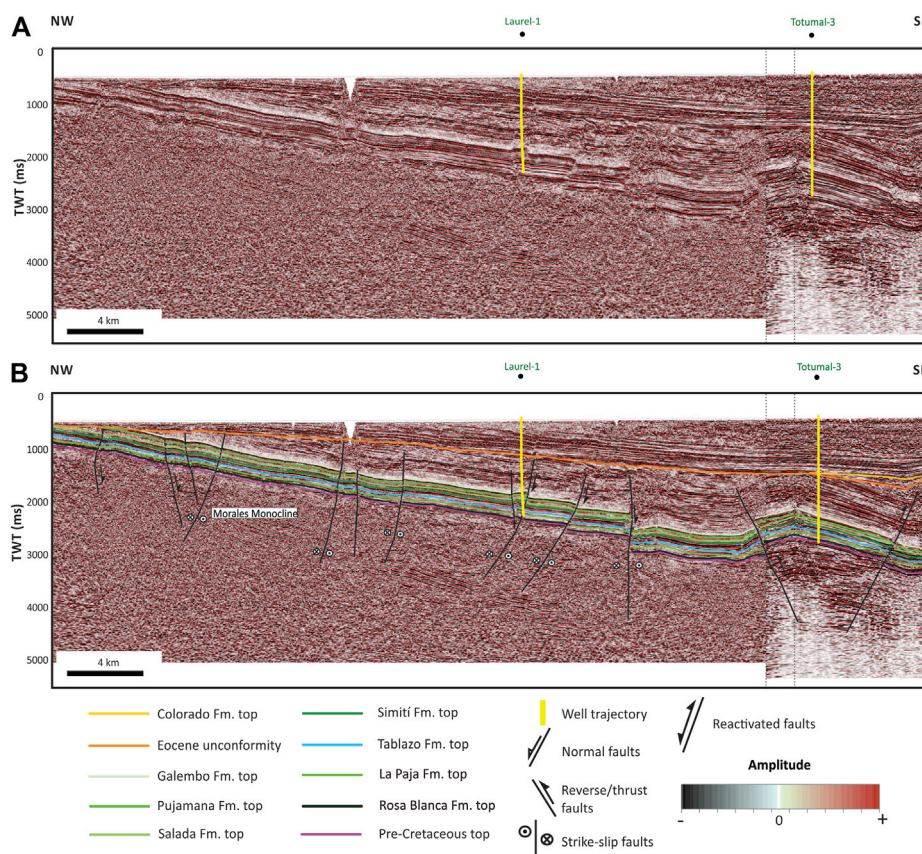 A
NW
Laurel-1
Totumal-3
0
1000
2000
3000
4000
5000
TWT (ms)
4 km
B
NW
Laurel-1
Totumal-3
0
1000
2000
3000
4000
5000
TWT (ms)
Morales Monocline
4 km
Colorado Fm. top
Eocene unconformity
Galembo Fm. top
Pujamana Fm. top
Salada Fm. top
Simití Fm. top
Tablazo Fm. top
La Paja Fm. top
Rosa Blanca Fm. top
Pre-Cretaceous top
Well trajectory
Normal faults
Reverse/thrust
faults
Strike-slip faults
Reactivated faults
Amplitude
- 0 +